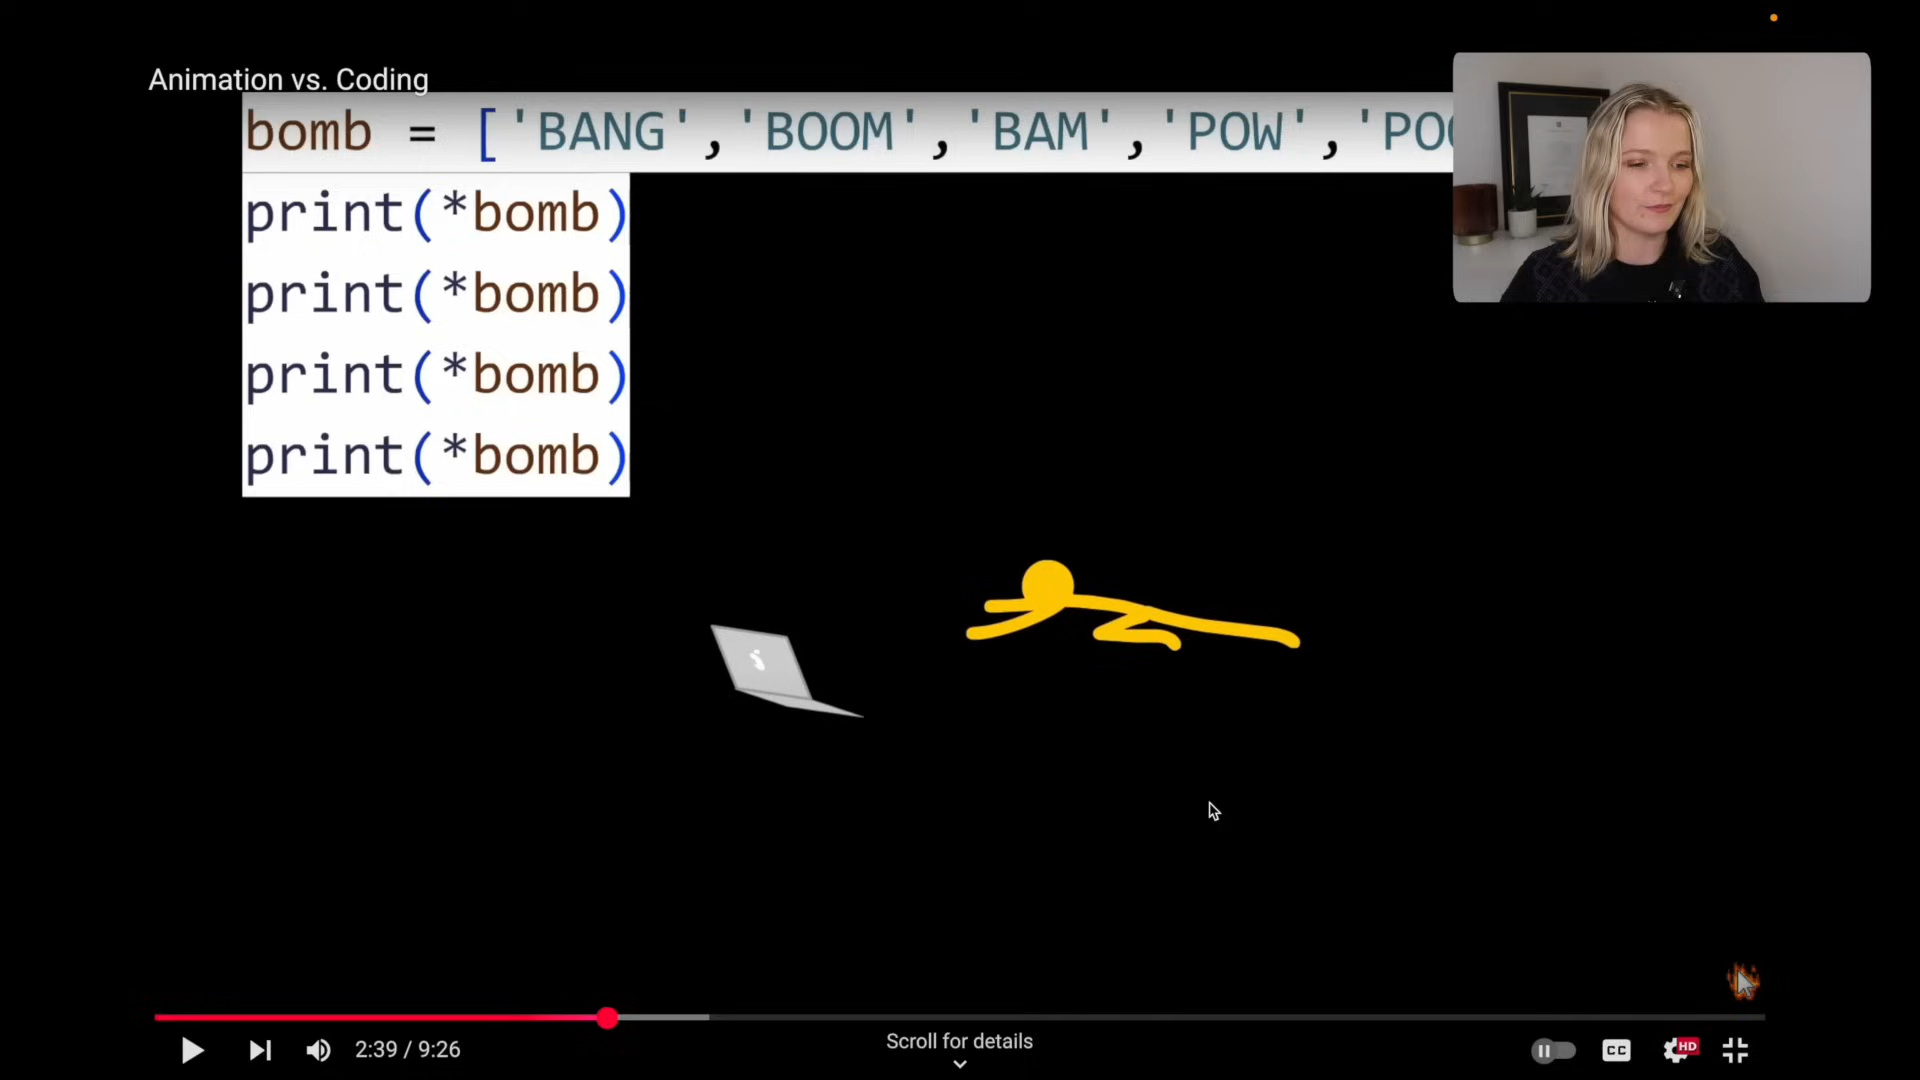 Animation vs. Coding
bomb = ['BANG','BOOM','BAM','POW',
print(*bomb)
print(*bomb)
print(*bomb)
print(*bomb)
Scroll for details
2:39 / 9:26
CC
HD